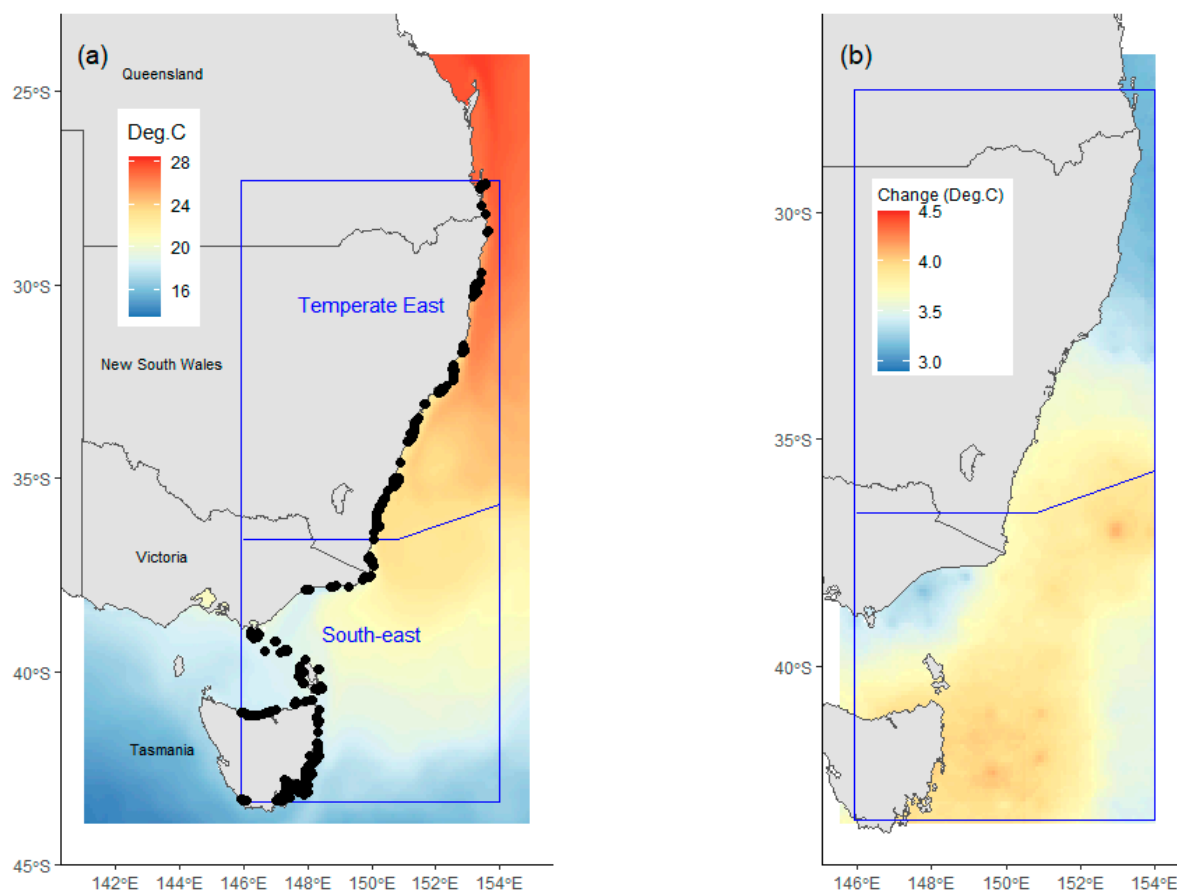 (a)
Queensland
Deg.C
28
24
20
16
Temperate East
New South Wales
Victoria
South-east
Tasmania
25°S
30°S
35°S
40°S
45°S
142°E 144°E 146°E 148°E 150°E 152°E 154°E
(b)
Change (Deg.C)
4.5
4.0
3.5
3.0
30°S
35°S
40°S
146°E 148°E 150°E 152°E 154°E